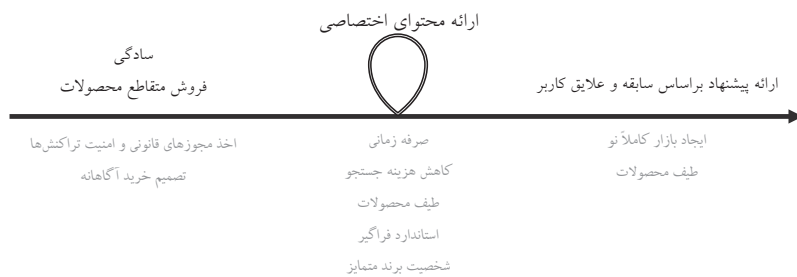 ارائه محتوای اختصاصی
سادگی
فروش متقاطع محصولات
ارائه پیشنهاد براساس سابقه و علایق کاربر
ایجاد بازار کاملاً نو
طیف محصولات
صرفه زمانی
کاهش هزینه جستجو
طیف محصولات
استاندارد فراگیر
شخصیت برند متمایز
اخذ مجوزهای قانونی و امنیت تراکنش‌ها
تصمیم خرید آگاهانه